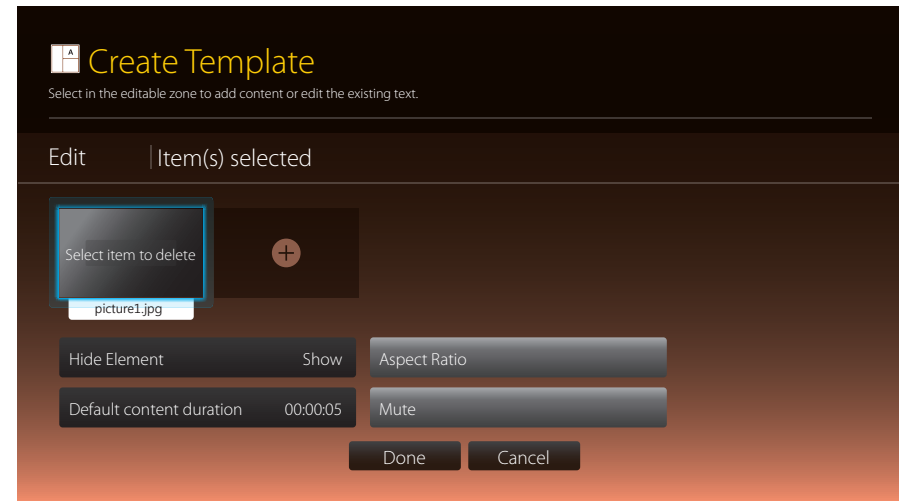 A
Create Template
Select in the editable zone to add content or edit the existing text.
Edit
Item(s) selected
Select item to delete
picture1.jpg
Hide Element Show
Aspect Ratio
Default content duration 00:00:05
Mute
Done
Cancel